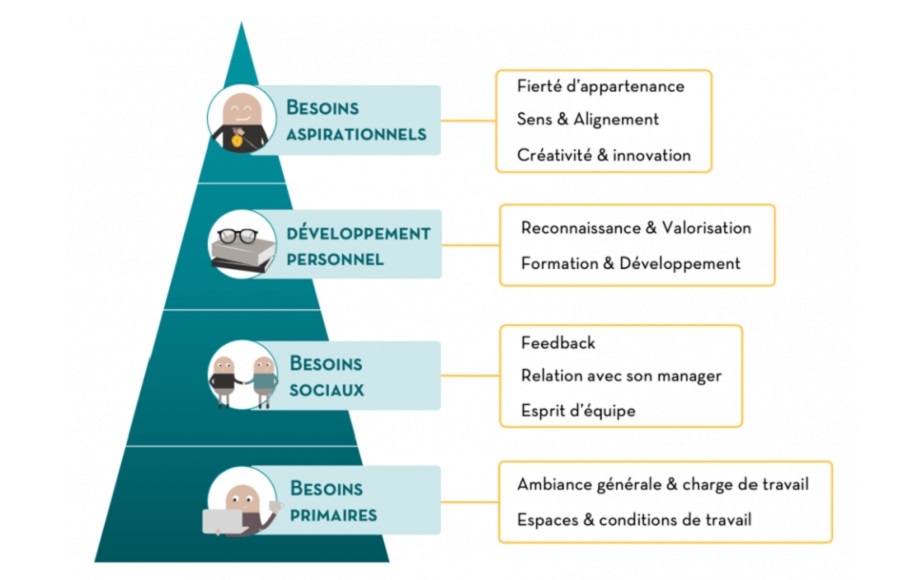 BESOINS
ASPIRATIONNELS
Fierté d'appartenance
Sens & Alignement
Créativité & innovation
DÉVELOPPEMENT
PERSONNEL
Reconnaissance & Valorisation
Formation & Développement
BESOINS
SOCIAUX
Feedback
Relation avec son manager
Esprit d'équipe
BESOINS
PRIMAIRES
Ambiance générale & charge de travail
Espaces & conditions de travail